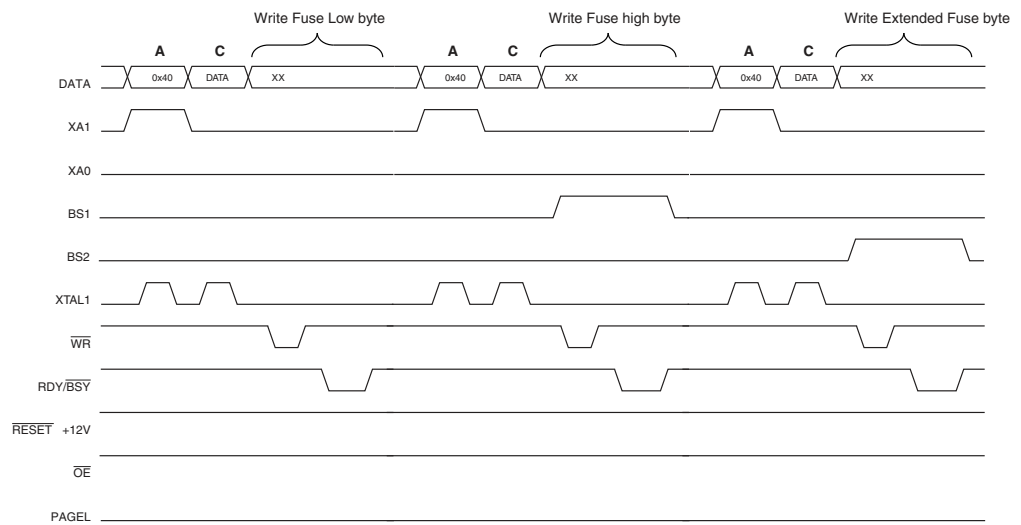 Write Fuse Low byte Write Fuse high byte Write Extended Fuse byte
A C A C A C
DATA 0x40 DATA XX 0x40 DATA XX 0x40 DATA XX
XA1
XA0
BS1
BS2
XTAL1
WR
RDY/BSY
RESET +12V
OE
PAGEL